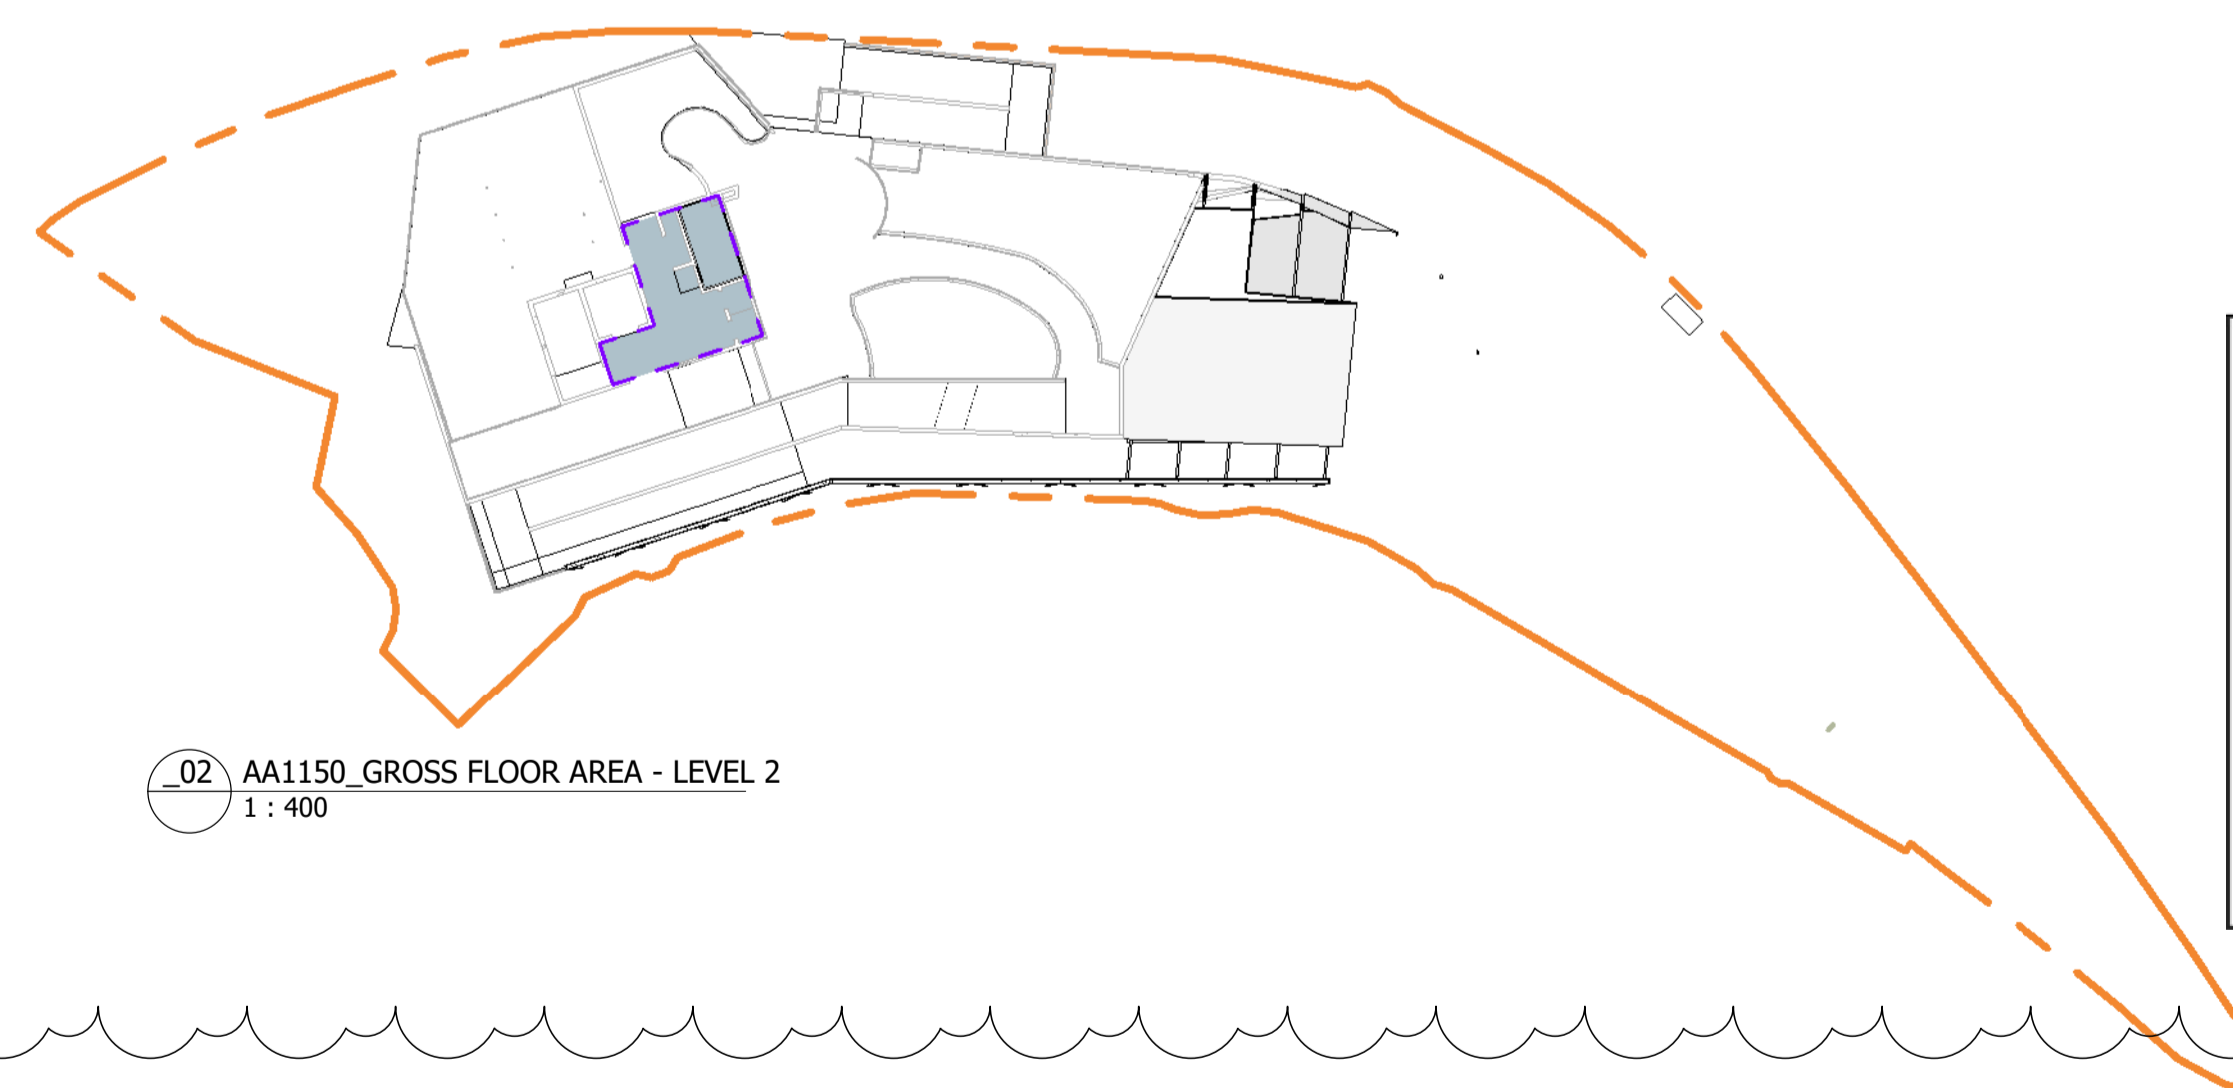 _02 AA1150_GROSS FLOOR AREA - LEVEL 2
1 : 400